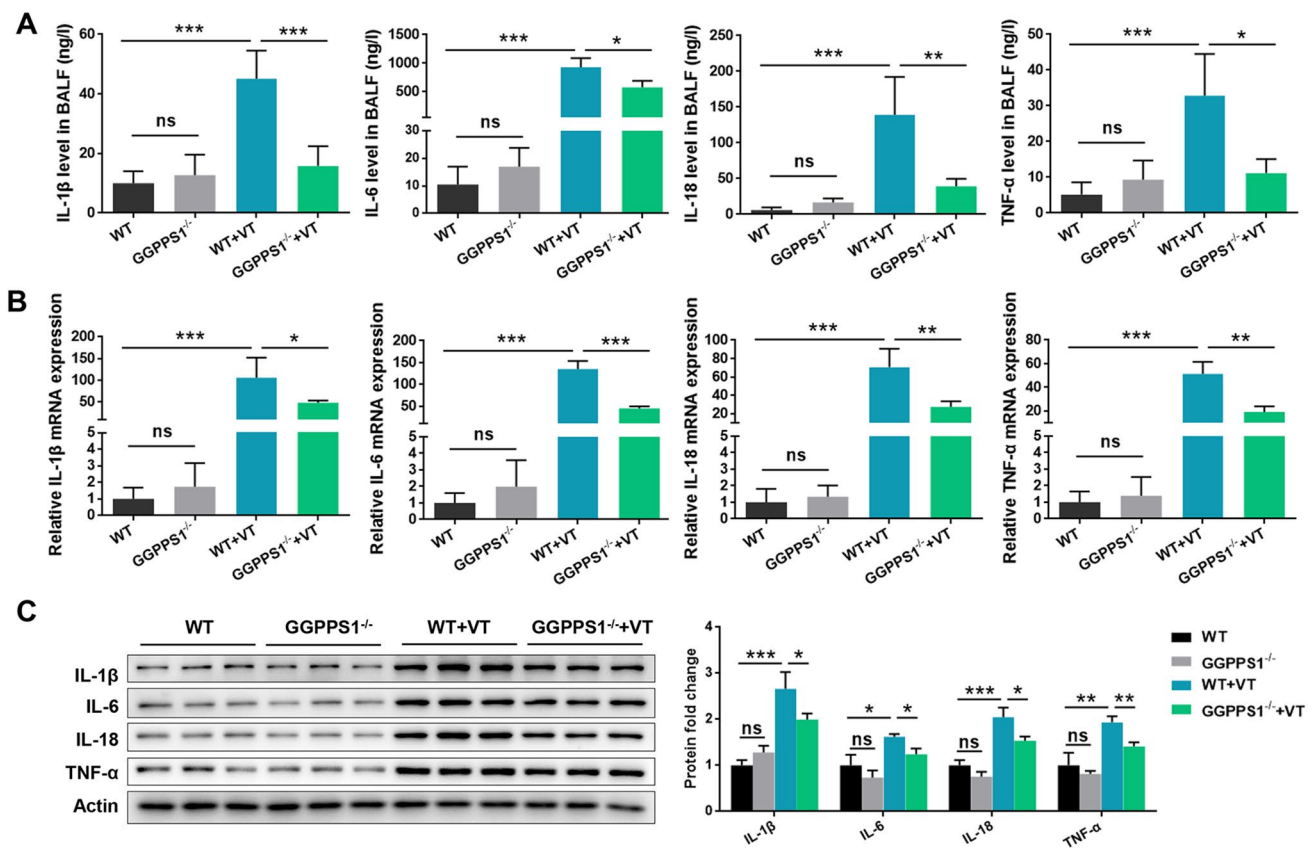 A
IL-1β level in BALF (ng/l)
60
40
20
0
***
***
ns
WT
GGPPS1-/-
WT+VT
GGPPS1-/-+VT
IL-6 level in BALF (ng/l)
1500
1000
500
30
20
10
0
***
*
ns
WT
GGPPS1-/-
WT+VT
GGPPS1-/-+VT
IL-18 level in BALF (ng/l)
250
200
150
100
50
0
***
**
ns
WT
GGPPS1-/-
WT+VT
GGPPS1-/-+VT
TNF-α level in BALF (ng/l)
50
40
30
20
10
0
***
*
ns
WT
GGPPS1-/-
WT+VT
GGPPS1-/-+VT
B
Relative IL-1β mRNA expression
200
150
100
50
5
4
3
2
1
0
***
*
ns
WT
GGPPS1-/-
WT+VT
GGPPS1-/-+VT
Relative IL-6 mRNA expression
200
150
100
50
5
4
3
2
1
0
***
***
ns
WT
GGPPS1-/-
WT+VT
GGPPS1-/-+VT
Relative IL-18 mRNA expression
100
80
60
40
20
5
4
3
2
1
0
***
**
ns
WT
GGPPS1-/-
WT+VT
GGPPS1-/-+VT
Relative TNF-α mRNA expression
80
60
40
20
5
4
3
2
1
0
***
**
ns
WT
GGPPS1-/-
WT+VT
GGPPS1-/-+VT
C
WT GGPPS1-/- WT+VT GGPPS1-/-+VT
IL-1β
IL-6
IL-18
TNF-α
Actin
Protein fold change
4
3
2
1
0
***
*
ns
*
*
ns
***
*
ns
**
**
ns
IL-1β
IL-6
IL-18
TNF-α
WT
GGPPS1-/-
WT+VT
GGPPS1-/-+VT